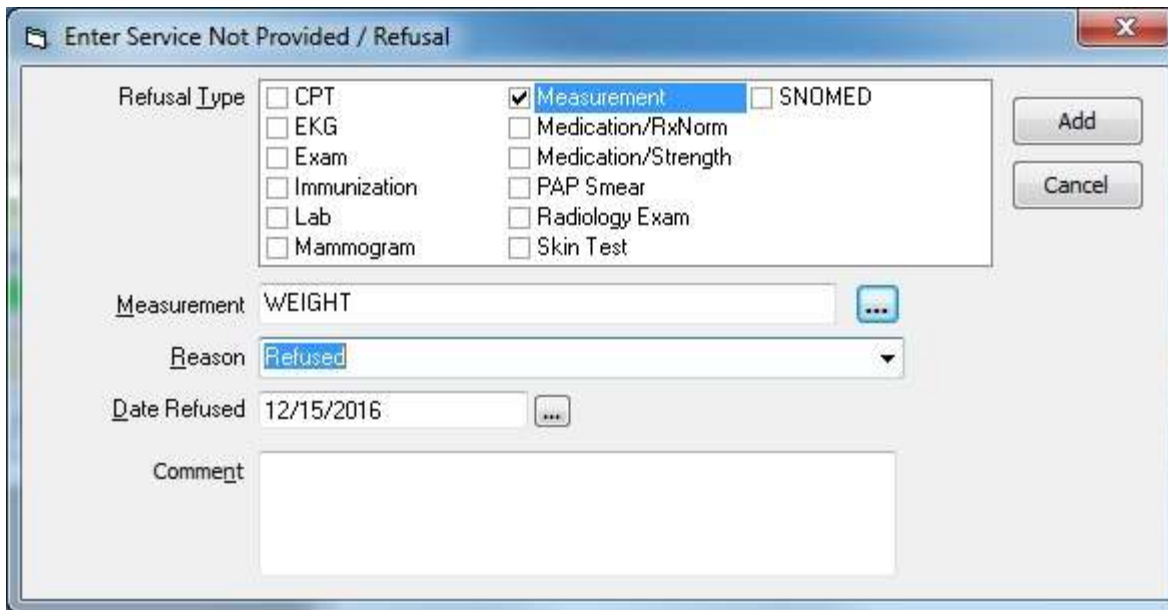 Enter Service Not Provided / Refusal
Refusal Type
CPT
Measurement
SNOMED
EKG
Medication/RxNorm
Exam
Medication/Strength
Immunization
PAP Smear
Lab
Radiology Exam
Mammogram
Skin Test
Add
Cancel
Measurement WEIGHT ...
Reason Refused
Date Refused 12/15/2016 ...
Comment